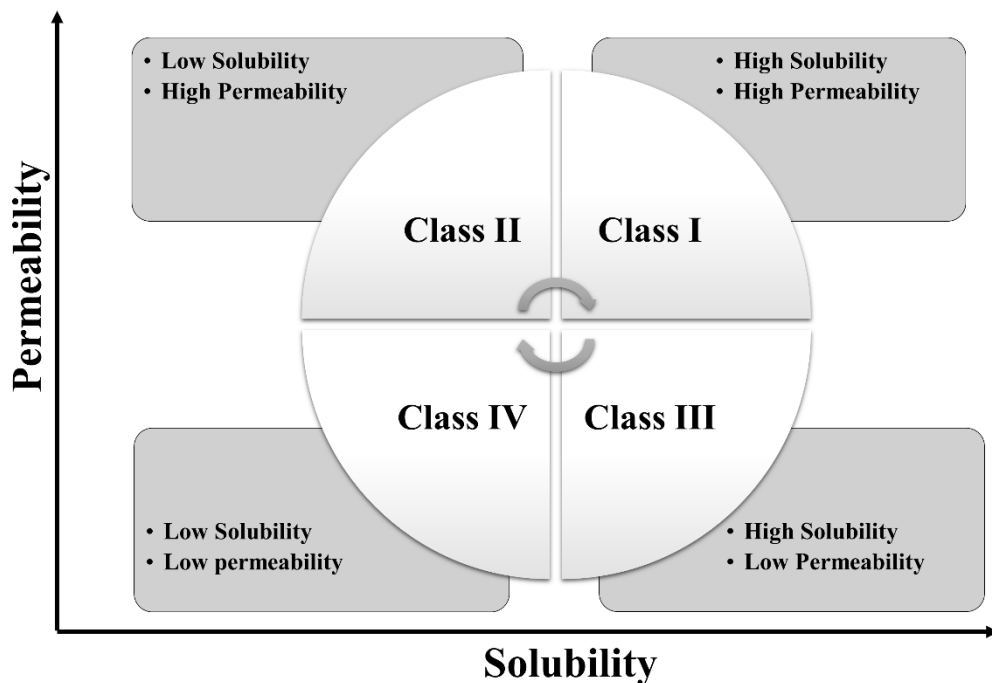 • Low Solubility
• High Permeability
• High Solubility
• High Permeability
Permeability
Class II
Class I
Class IV
Class III
• Low Solubility
• Low permeability
• High Solubility
• Low Permeability
Solubility